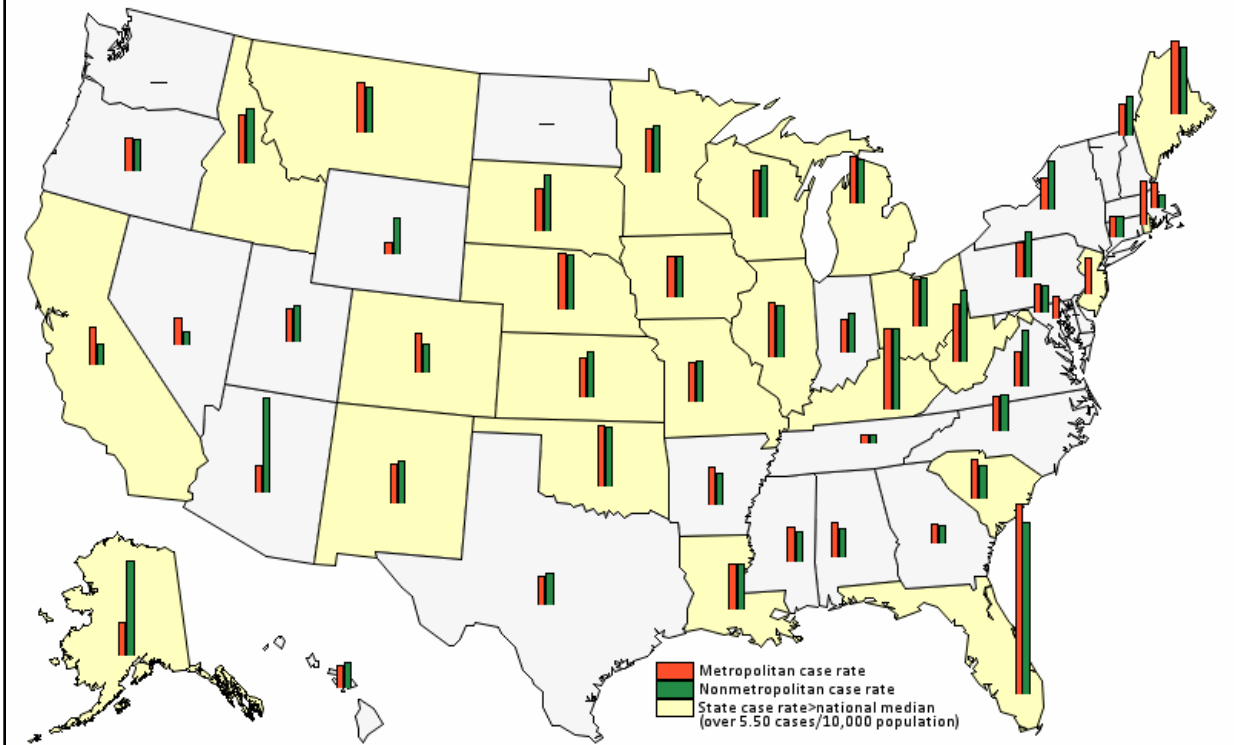 Metropolitan case rate
Nonmetropolitan case rate
State case rate>national median
(over 5.50 cases/10,000 population)